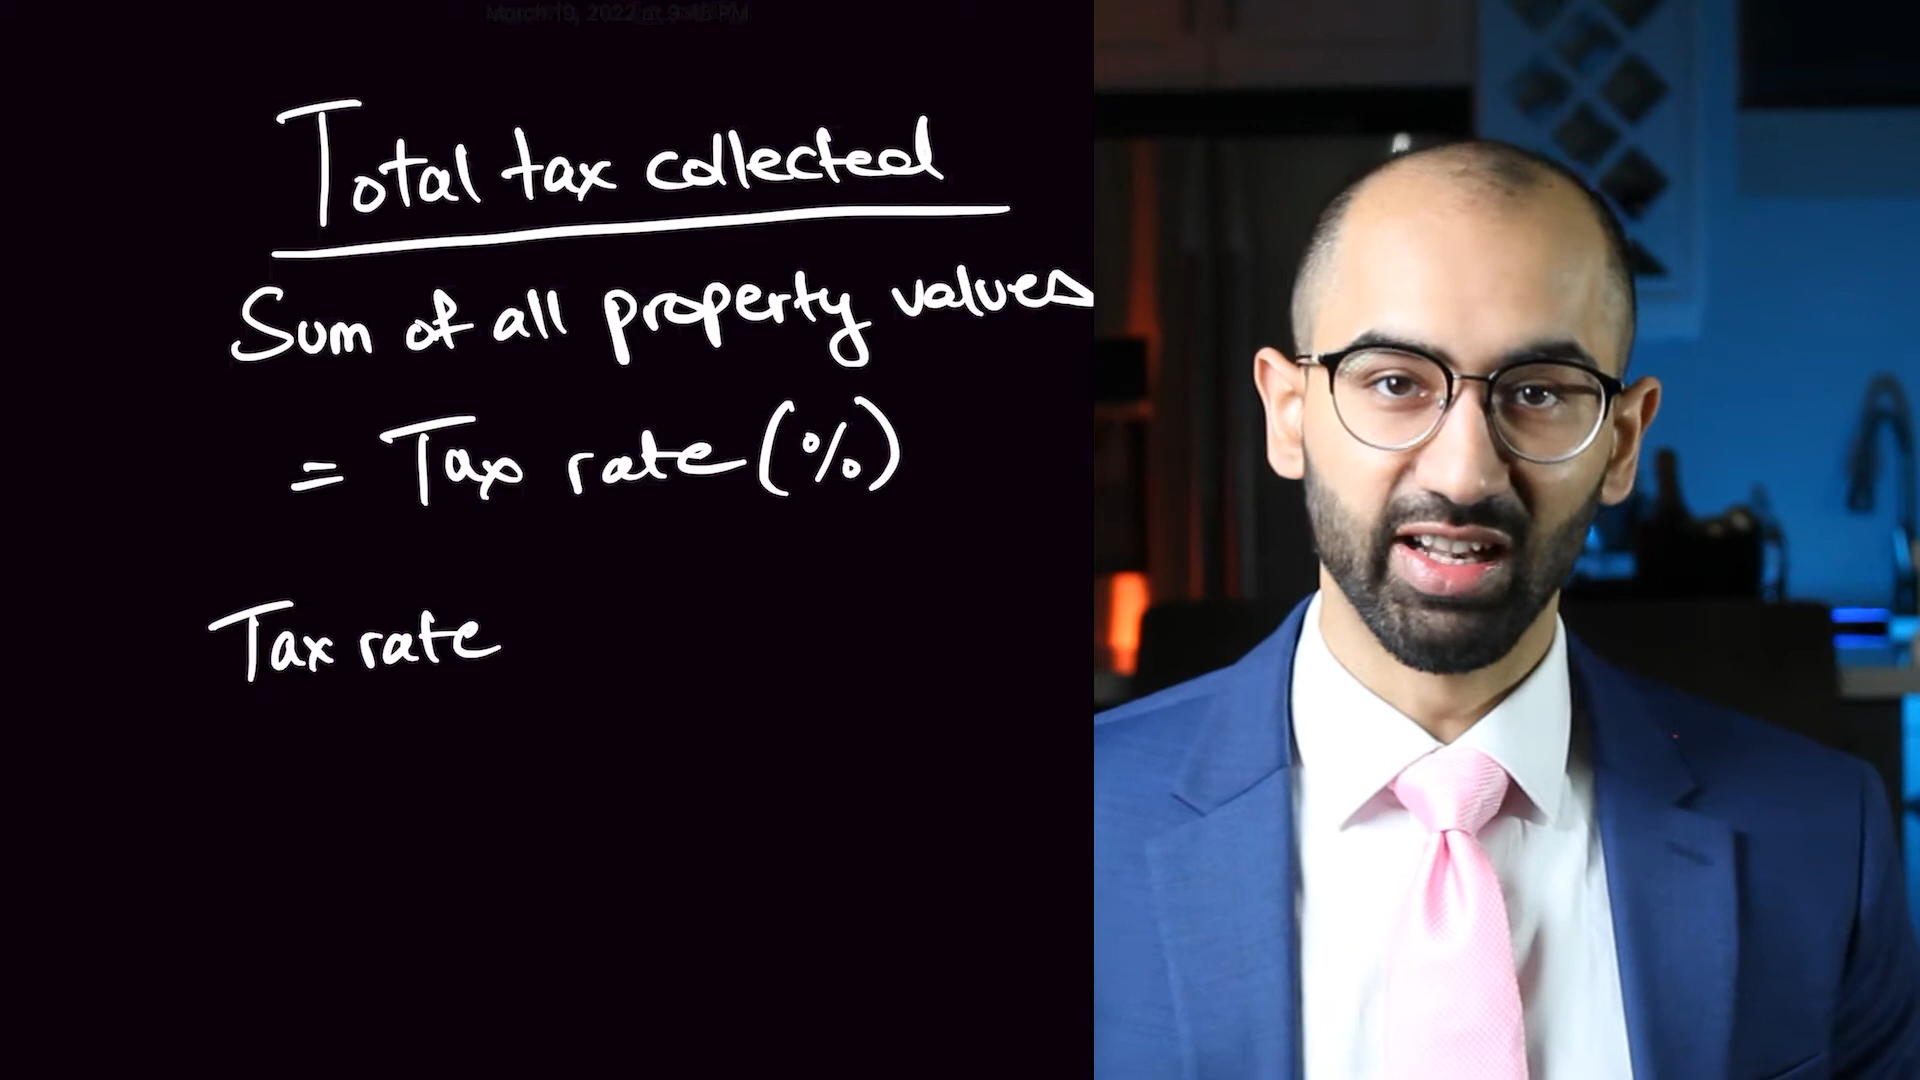 Total tax collected
Sum of all property values
= Tax rate (%)
Tax rate